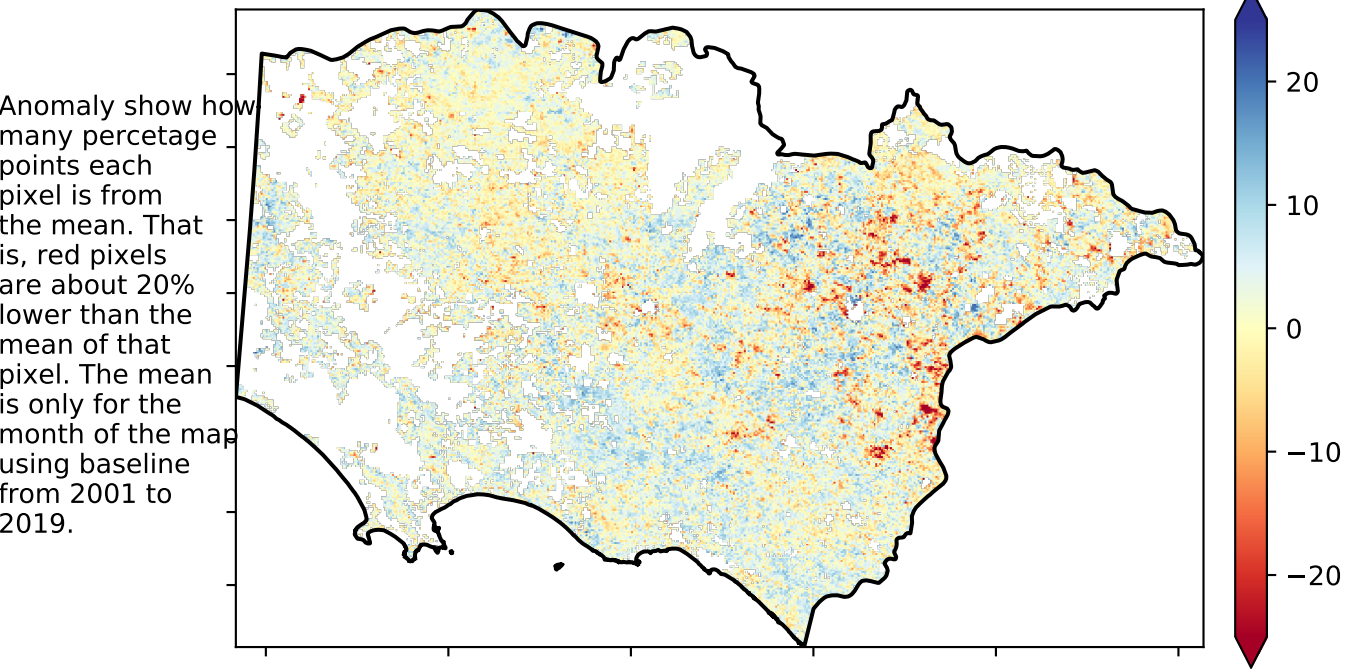 Anomaly show how
many percetage
points each
pixel is from
the mean. That
is, red pixels
are about 20%
lower than the
mean of that
pixel. The mean
is only for the
month of the map
using baseline
from 2001 to
2019.
20
10
0
−10
−20